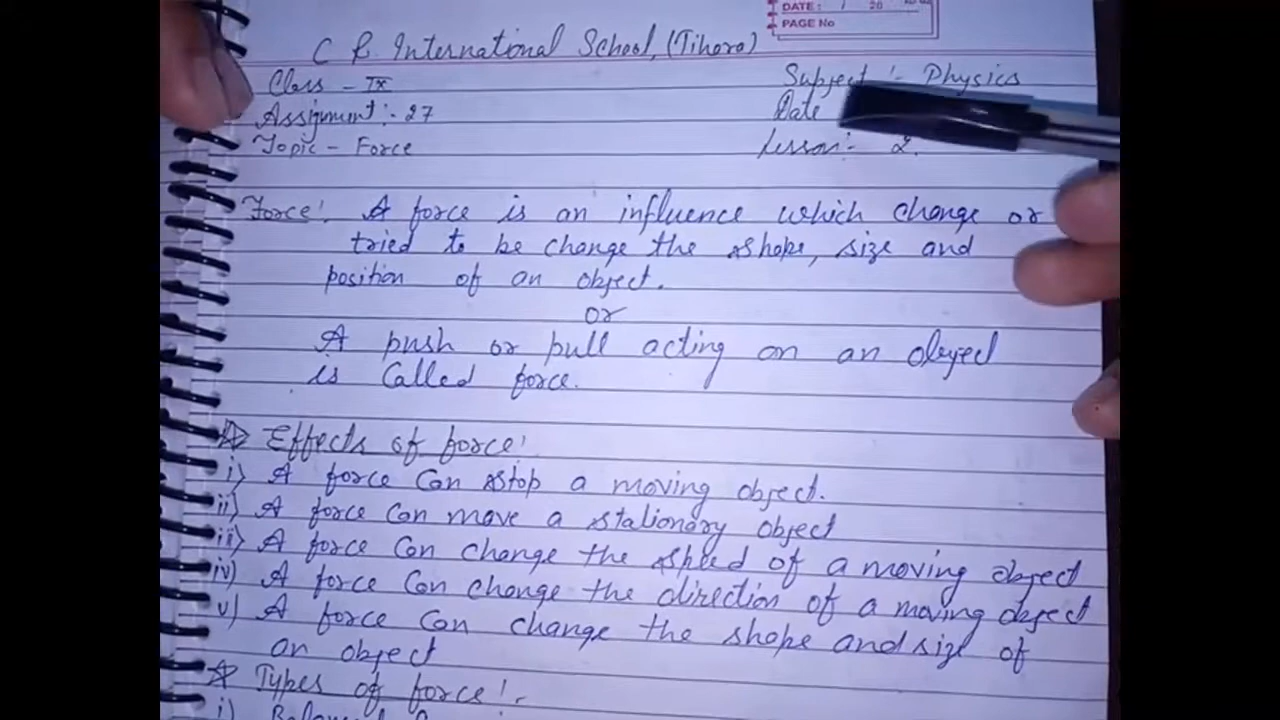 DATE: / 20
PAGE No
C R International School, (Tihora)
Class - IX
Subject :- Physics
Assignment :- 27
Date
Topic - Force
Lesson :- 2.
Force: A force is an influence which change or
tried to be change the shape, size and
position of an object.
or
A push or pull acting on an object
is Called force.
Effects of force:
i) A force Can stop a moving object.
ii) A force Can move a stationary object
iii) A force Can change the speed of a moving object
iv) A force Can change the direction of a moving object
v) A force Can change the shape and size of
an object
Types of force:-
i)